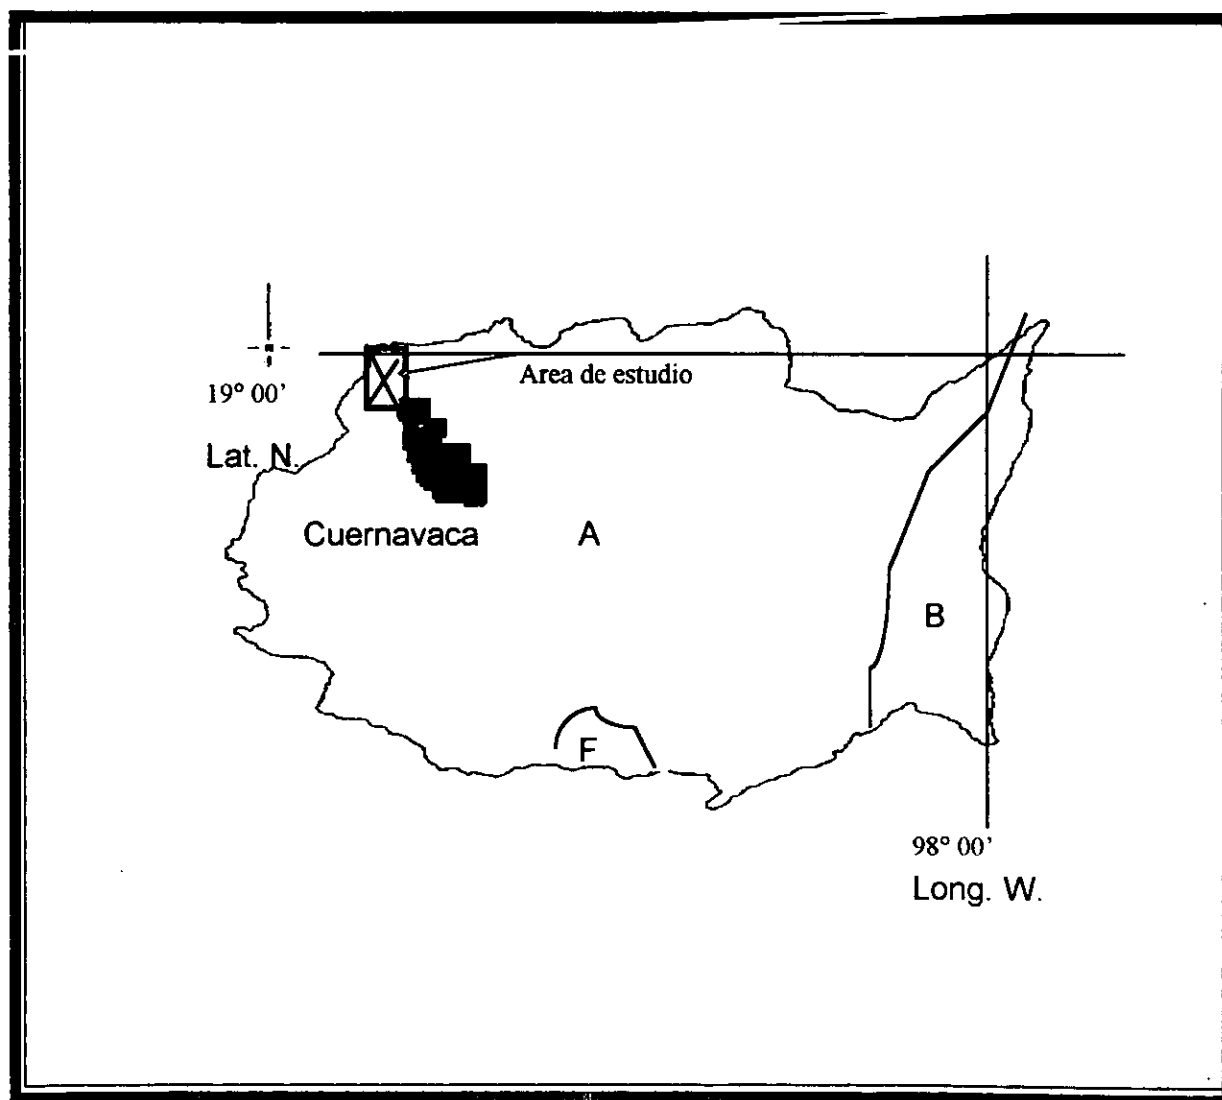 Area de estudio
19° 00'
Lat. N.
Cuernavaca
A
B
F
98° 00'
Long. W.